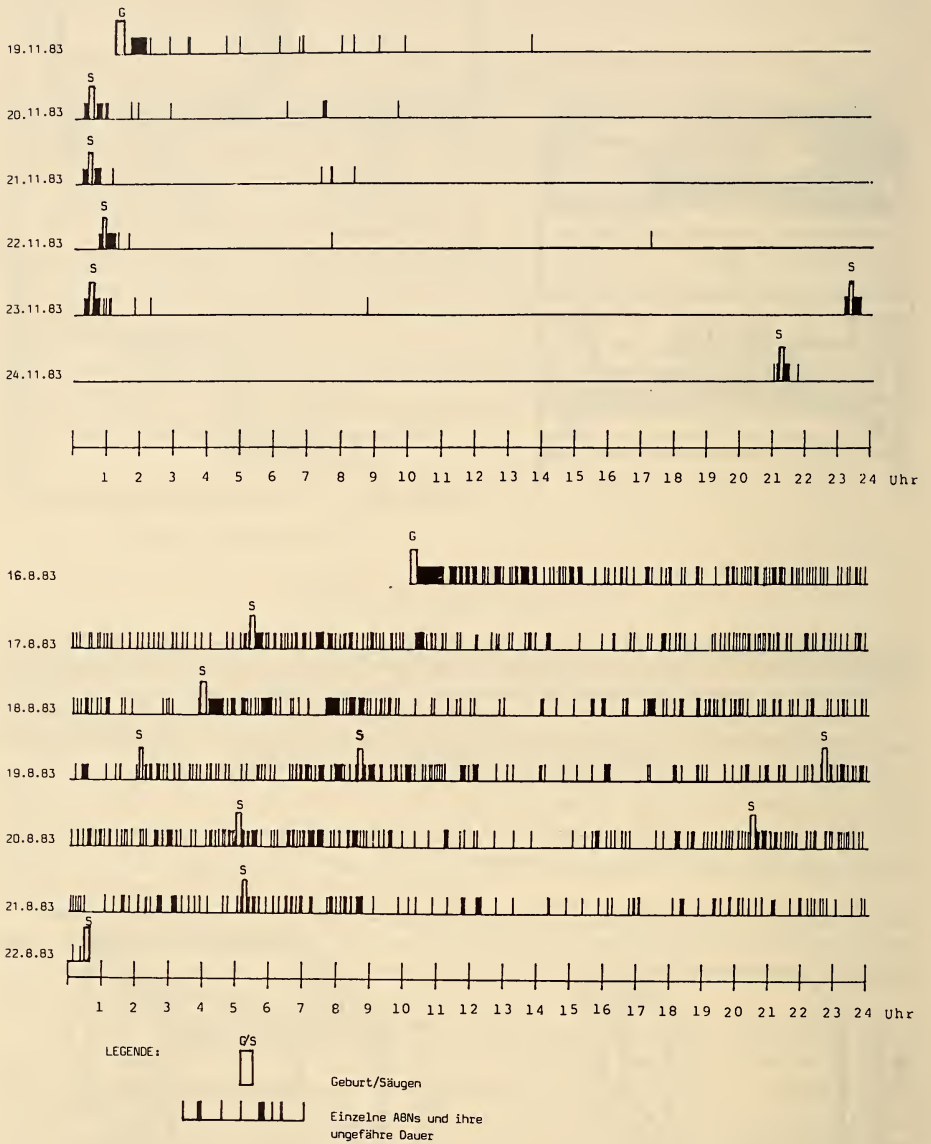 G
19.11.83
S
20.11.83
S
21.11.83
S
22.11.83
S S
23.11.83
S
24.11.83
1 2 3 4 5 6 7 8 9 10 11 12 13 14 15 16 17 18 19 20 21 22 23 24 Uhr
G
16.8.83
S
17.8.83
S
18.8.83
S S S
19.8.83
S S
20.8.83
S
21.8.83
S
22.8.83
1 2 3 4 5 6 7 8 9 10 11 12 13 14 15 16 17 18 19 20 21 22 23 24 Uhr
LEGENDE: G/S
Geburt/Säugen
Einzelne ABNs und ihre
ungefähre Dauer